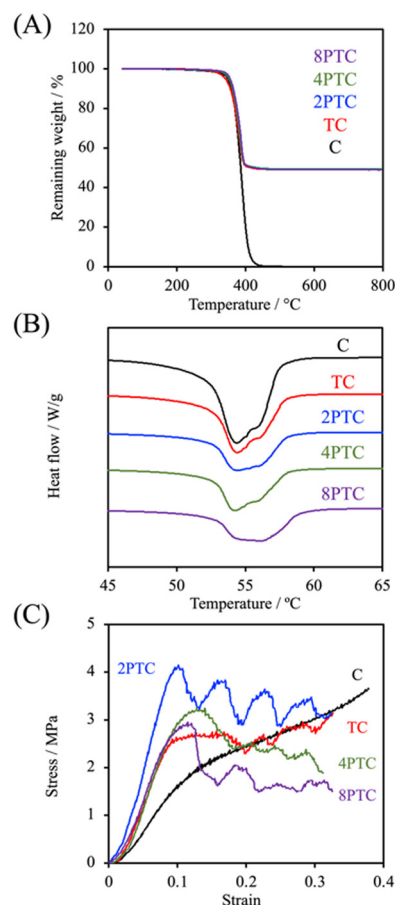 (A)
120
100
80
60
40
20
0
Remaining weight / %
8PTC
4PTC
2PTC
TC
C
0 200 400 600 800
Temperature / °C
(B)
Heat flow / W/g
C
TC
2PTC
4PTC
8PTC
45 50 55 60 65
Temperature / °C
(C)
5
4
3
2
1
0
Stress / MPa
2PTC
C
TC
4PTC
8PTC
0 0.1 0.2 0.3 0.4
Strain